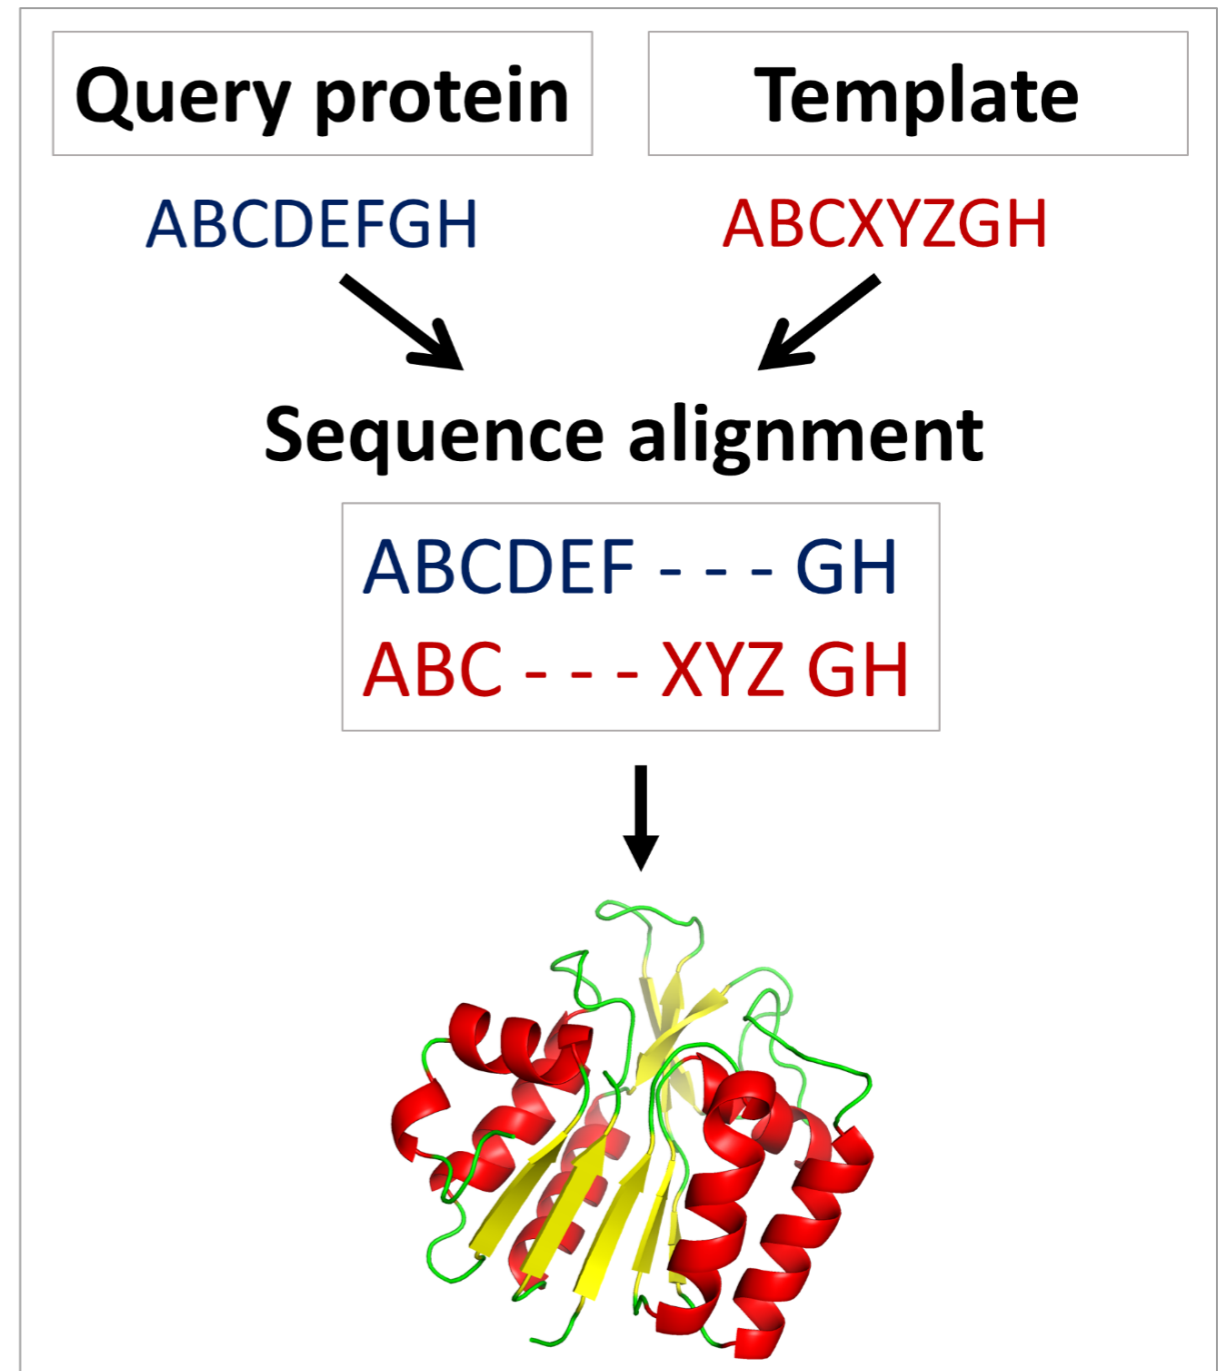 Query protein
Template
ABCDEFGH
ABCXYZGH
Sequence alignment
ABCDEF - - - GH
ABC - - - XYZ GH